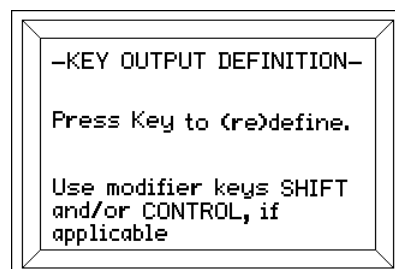 –KEY OUTPUT DEFINITION–
Press Key to (re)define.
Use modifier keys SHIFT
and/or CONTROL, if
applicable